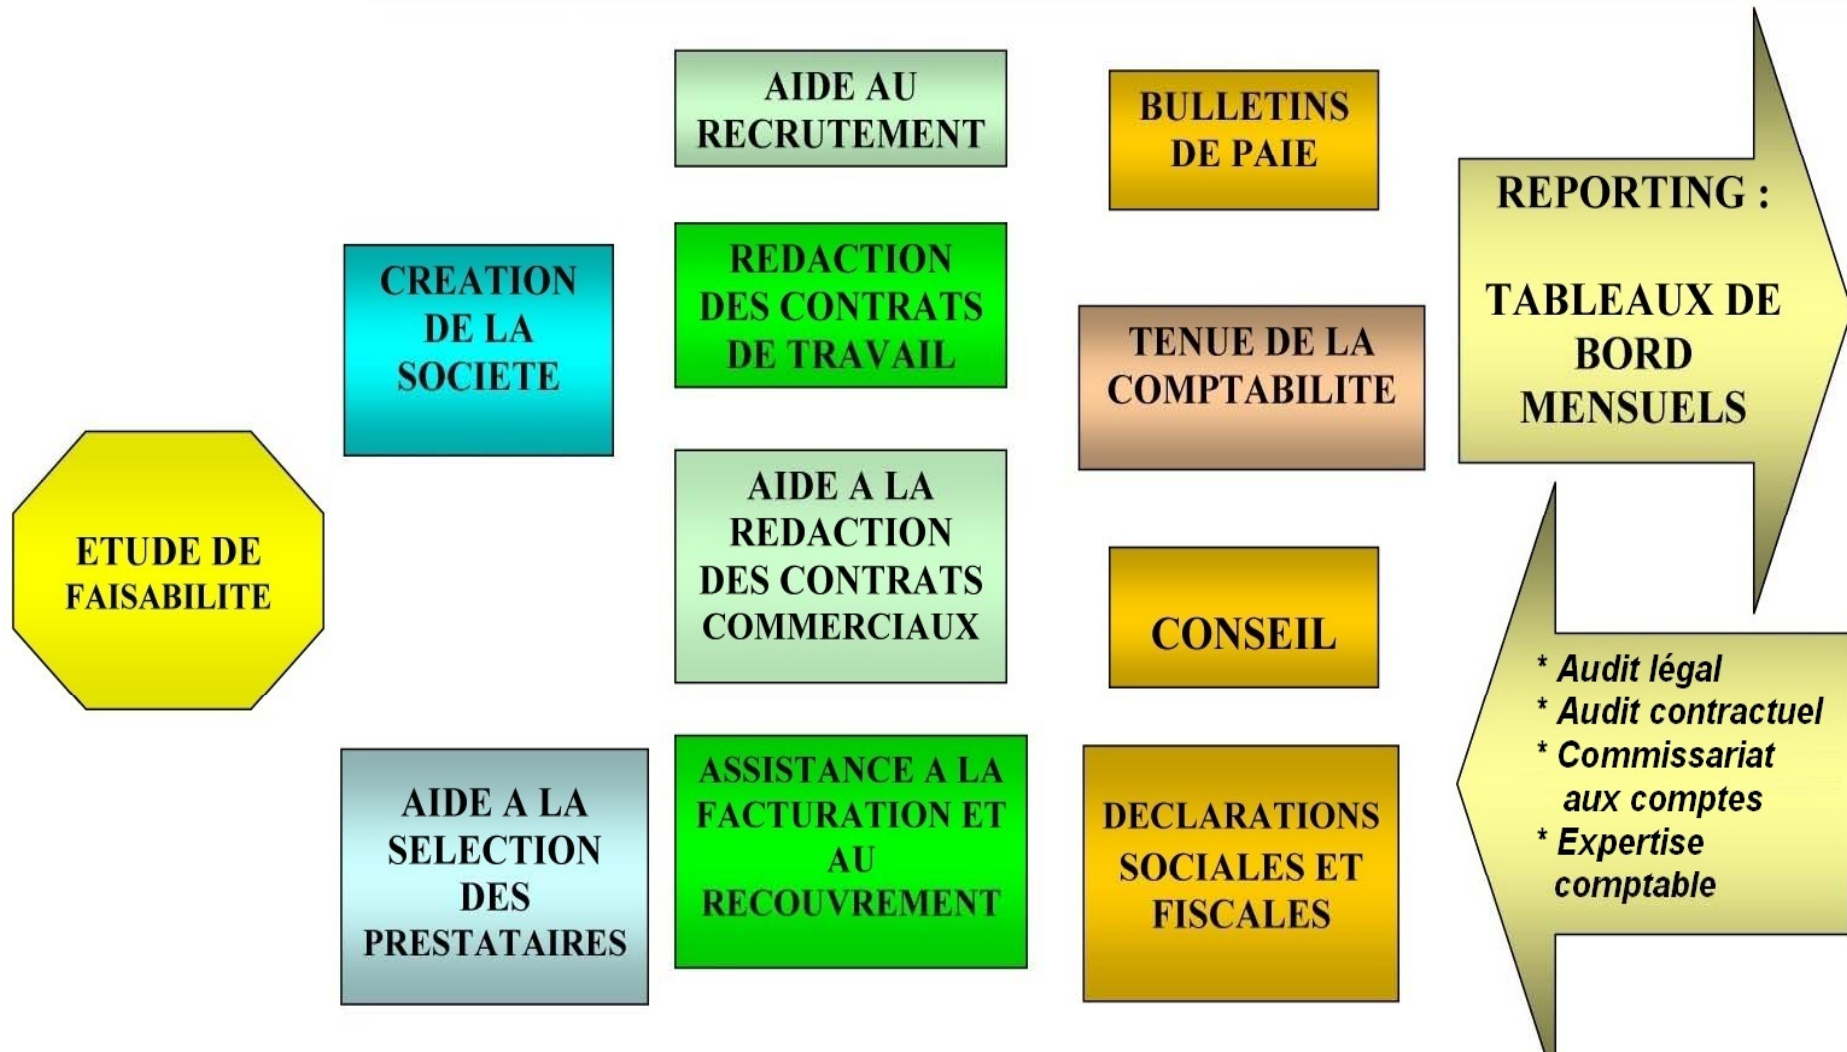 ETUDE DE
FAISABILITE
CREATION
DE LA
SOCIETE
AIDE A LA
SELECTION
DES
PRESTATAIRES
AIDE AU
RECRUTEMENT
REDACTION
DES CONTRATS
DE TRAVAIL
AIDE A LA
REDACTION
DES CONTRATS
COMMERCIAUX
ASSISTANCE A LA
FACTURATION ET
AU
RECOUVREMENT
BULLETINS
DE PAIE
TENUE DE LA
COMPTABILITE
CONSEIL
DECLARATIONS
SOCIALES ET
FISCALES
REPORTING :
TABLEAUX DE
BORD
MENSUELS
* Audit légal
* Audit contractuel
* Commissariat
aux comptes
* Expertise
comptable